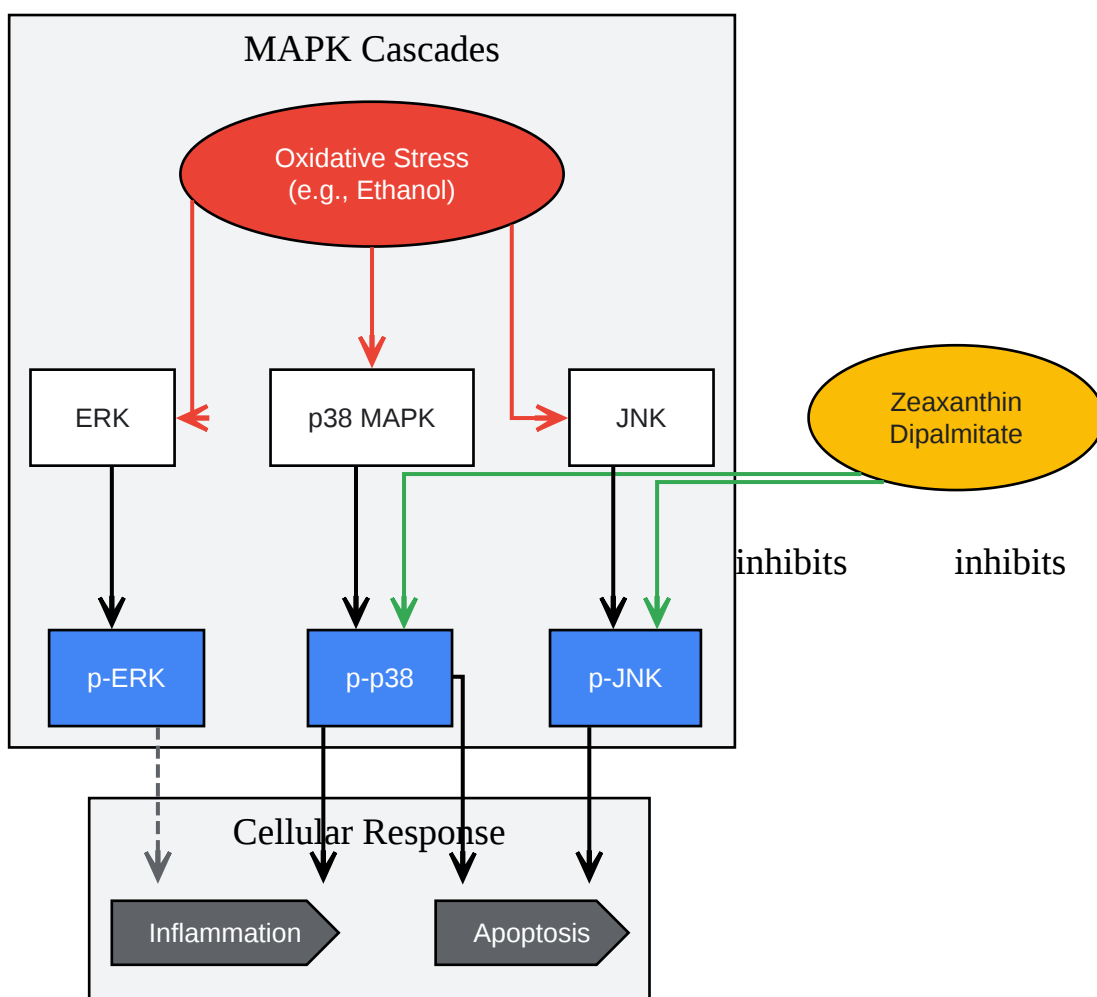 MAPK Cascades
Oxidative Stress
(e.g., Ethanol)
ERK
p38 MAPK
JNK
Zeaxanthin
Dipalmitate
inhibits
inhibits
p-ERK
p-p38
p-JNK
Cellular Response
Inflammation
Apoptosis